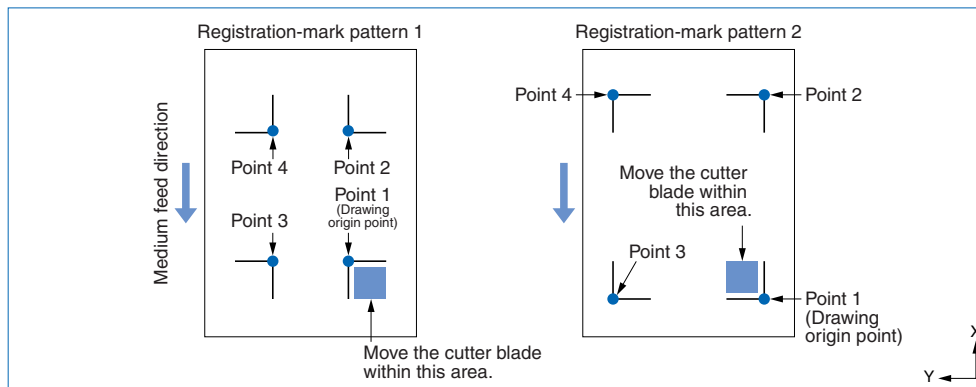 Registration-mark pattern 1
Medium feed direction
Point 4
Point 2
Point 3
Point 1
(Drawing
origin point)
Move the cutter blade
within this area.
Registration-mark pattern 2
Point 4
Point 2
Move the cutter
blade within
this area.
Point 3
Point 1
(Drawing
origin point)
X
Y